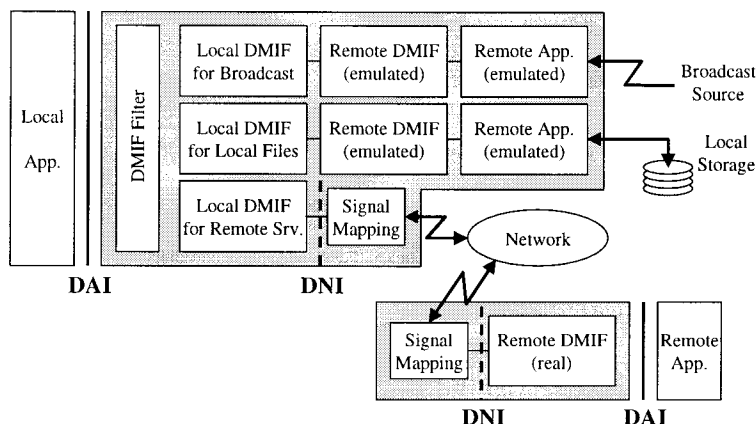 Local
App.
DMIF Filter
Local DMIF
for Broadcast
Remote DMIF
(emulated)
Remote App.
(emulated)
Broadcast
Source
Local DMIF
for Local Files
Remote DMIF
(emulated)
Remote App.
(emulated)
Local
Storage
Local DMIF
for Remote Srv.
Signal
Mapping
Network
DAI
DNI
Signal
Mapping
Remote DMIF
(real)
Remote
App.
DNI
DAI